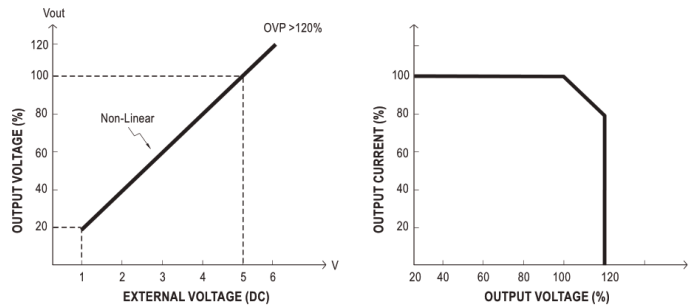 Vout
OVP >120%
120
100
80
60
40
20
Non-Linear
OUTPUT VOLTAGE (%)
1 2 3 4 5 6
V
EXTERNAL VOLTAGE (DC)
100
80
60
40
20
OUTPUT CURRENT (%)
20 40 60 80 100 120
OUTPUT VOLTAGE (%)